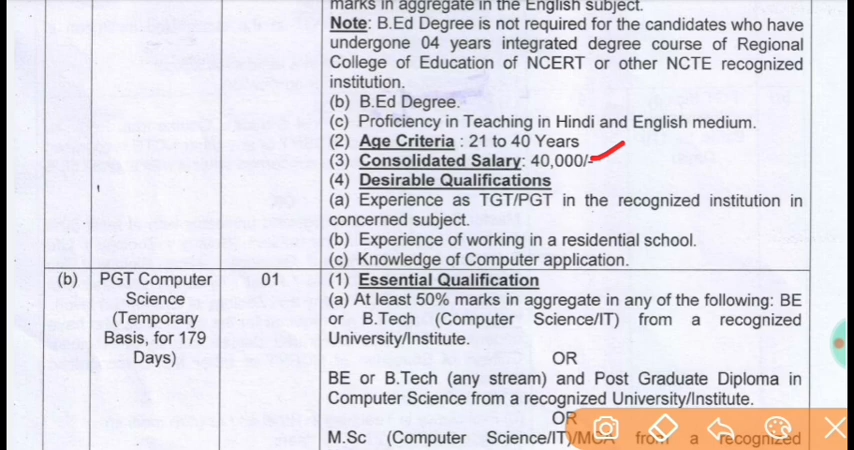 marks in aggregate in the English subject.
Note: B.Ed Degree is not required for the candidates who have
undergone 04 years integrated degree course of Regional
College of Education of NCERT or other NCTE recognized
institution.
(b) B.Ed Degree.
(c) Proficiency in Teaching in Hindi and English medium.
(2) Age Criteria : 21 to 40 Years
(3) Consolidated Salary: 40,000/-
(4) Desirable Qualifications
(a) Experience as TGT/PGT in the recognized institution in
concerned subject.
(b) Experience of working in a residential school.
(c) Knowledge of Computer application.
(b) PGT Computer Science (Temporary Basis, for 179 Days) 01
(1) Essential Qualification
(a) At least 50% marks in aggregate in any of the following: BE
or B.Tech (Computer Science/IT) from a recognized
University/Institute.
OR
BE or B.Tech (any stream) and Post Graduate Diploma in
Computer Science from a recognized University/Institute.
OR
M.Sc (Computer Science/IT)/MCA from a recognized